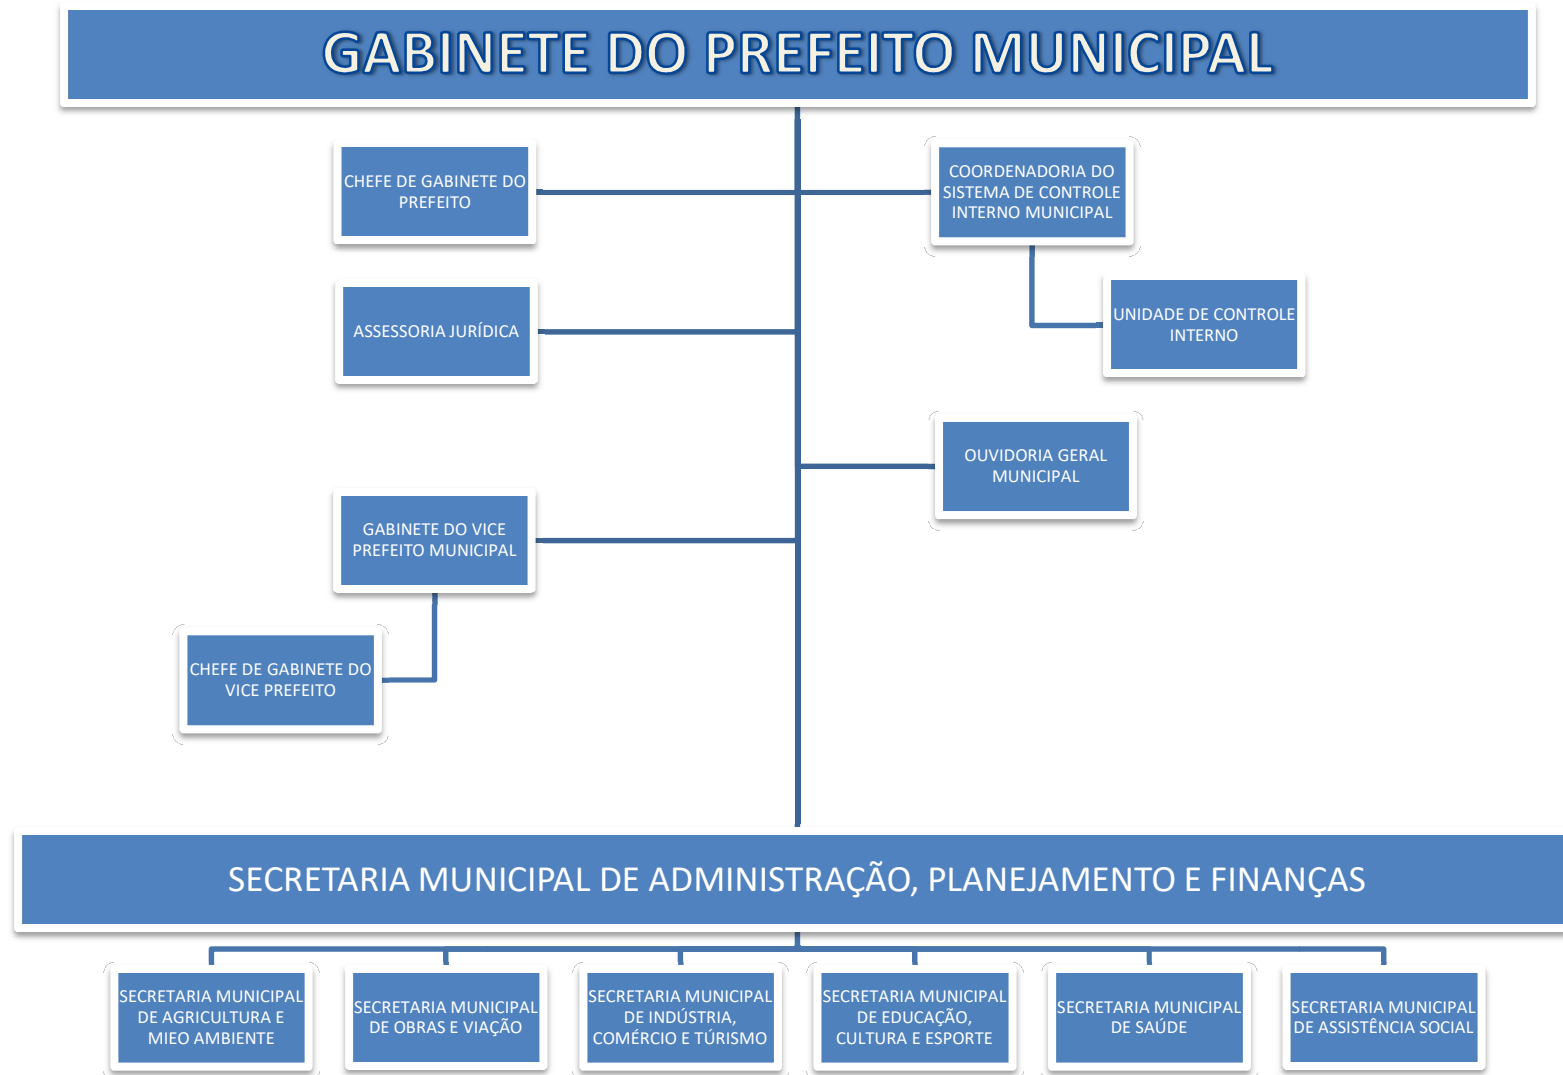 GABINETE DO PREFEITO MUNICIPAL
CHEFE DE GABINETE DO
PREFEITO
COORDENADORIA DO
SISTEMA DE CONTROLE
INTERNO MUNICIPAL
ASSESSORIA JURÍDICA
UNIDADE DE CONTROLE
INTERNO
OUVIDORIA GERAL
MUNICIPAL
GABINETE DO VICE
PREFEITO MUNICIPAL
CHEFE DE GABINETE DO
VICE PREFEITO
SECRETARIA MUNICIPAL DE ADMINISTRAÇÃO, PLANEJAMENTO E FINANÇAS
SECRETARIA MUNICIPAL
DE AGRICULTURA E
MIEO AMBIENTE
SECRETARIA MUNICIPAL
DE OBRAS E VIAÇÃO
SECRETARIA MUNICIPAL
DE INDÚSTRIA,
COMÉRCIO E TÚRISMO
SECRETARIA MUNICIPAL
DE EDUCAÇÃO,
CULTURA E ESPORTE
SECRETARIA MUNICIPAL
DE SAÚDE
SECRETARIA MUNICIPAL
DE ASSISTÊNCIA SOCIAL